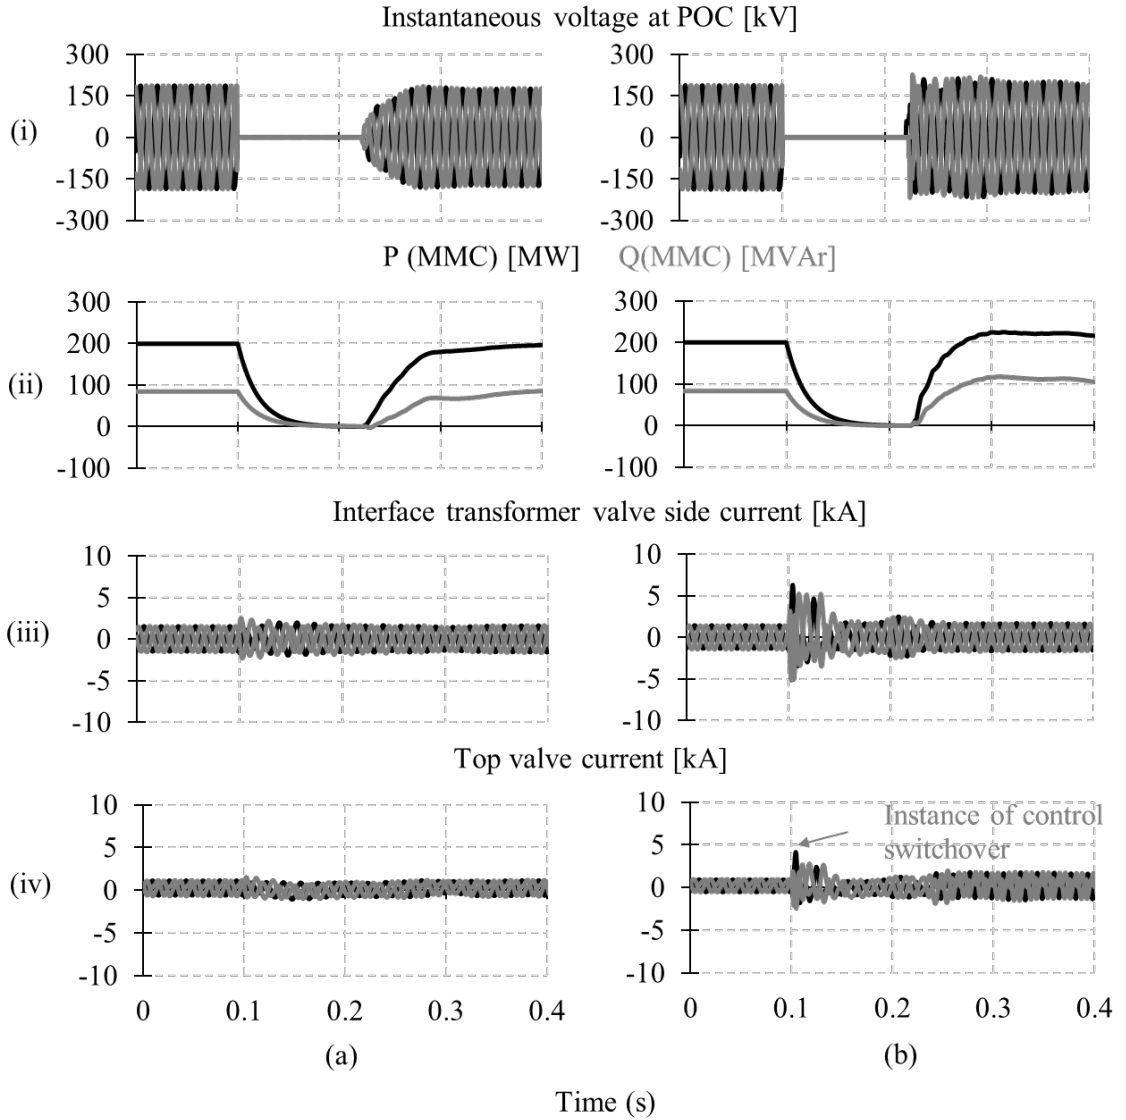 Instantaneous voltage at POC [kV]
(i)
300
150
0
-150
-300
300
150
0
-150
-300
P (MMC) [MW] Q(MMC) [MVAr]
(ii)
300
200
100
0
-100
300
200
100
0
-100
Interface transformer valve side current [kA]
(iii)
10
5
0
-5
-10
10
5
0
-5
-10
Top valve current [kA]
(iv)
10
5
0
-5
-10
10
5
0
-5
-10
Instance of control
switchover
0 0.1 0.2 0.3 0.4
0 0.1 0.2 0.3 0.4
(a) (b)
Time (s)